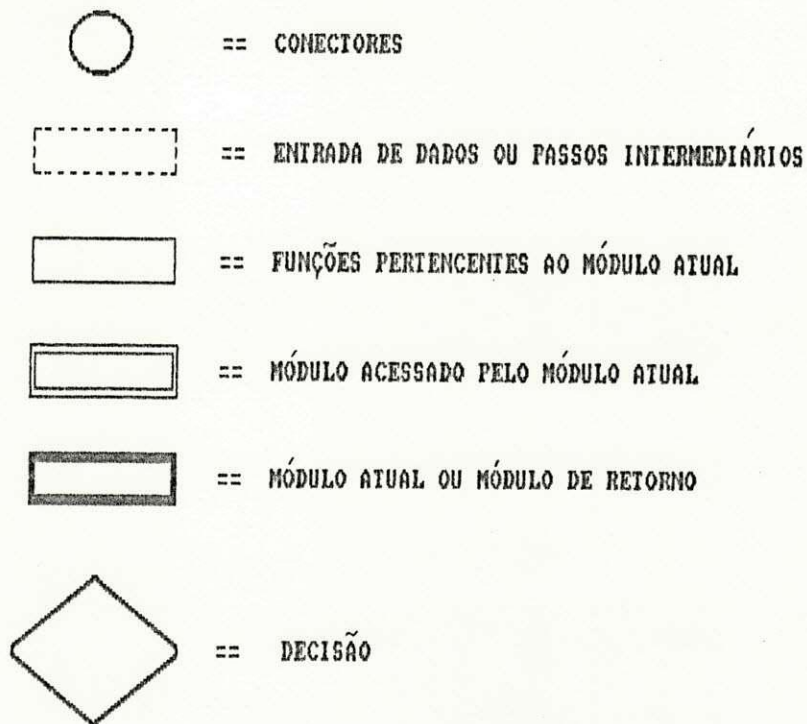 == CONECTORES
== ENTRADA DE DADOS OU PASSOS INTERMEDIÁRIOS
== FUNÇÕES PERTENCENTES AO MÓDULO ATUAL
== MÓDULO ACESSADO PELO MÓDULO ATUAL
== MÓDULO ATUAL OU MÓDULO DE RETORNO
== DECISÃO